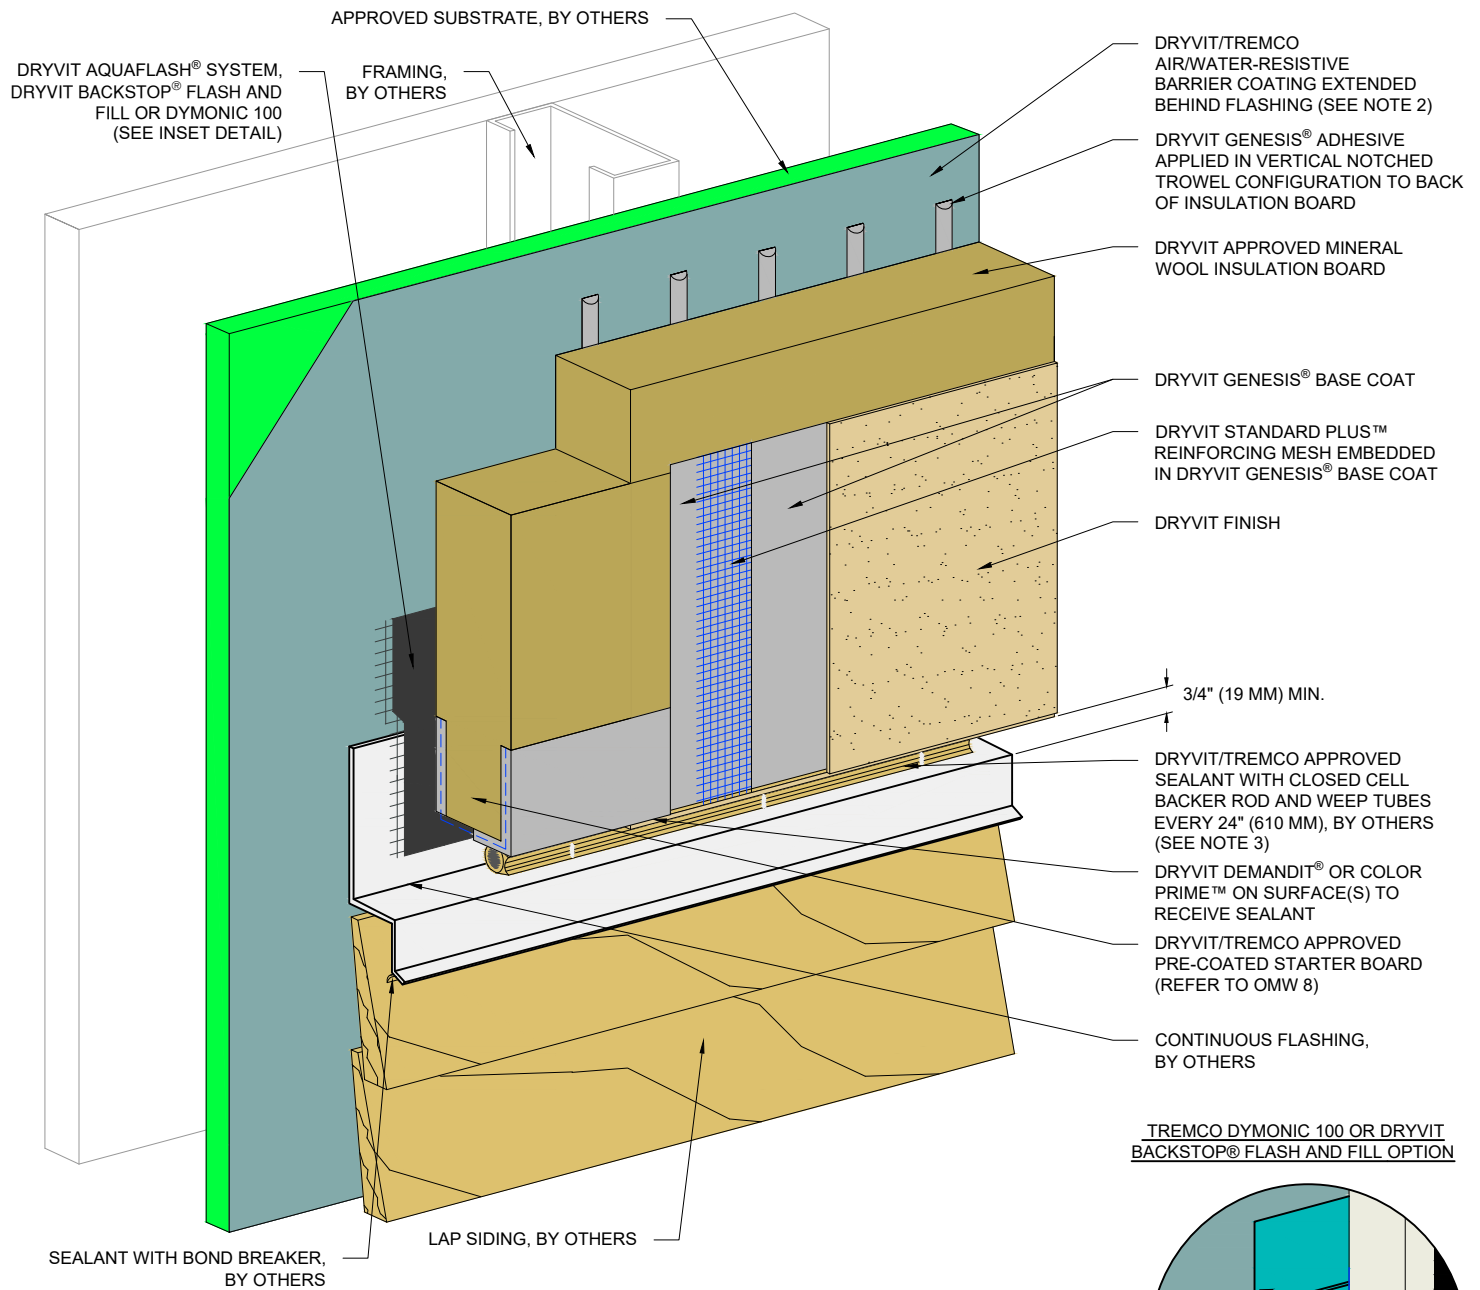 APPROVED SUBSTRATE, BY OTHERS
DRYVIT AQUAFLASH® SYSTEM,
DRYVIT BACKSTOP® FLASH AND
FILL OR DYMONIC 100
(SEE INSET DETAIL)
FRAMING,
BY OTHERS
DRYVIT/TREMCO
AIR/WATER-RESISTIVE
BARRIER COATING EXTENDED
BEHIND FLASHING (SEE NOTE 2)
DRYVIT GENESIS® ADHESIVE
APPLIED IN VERTICAL NOTCHED
TROWEL CONFIGURATION TO BACK
OF INSULATION BOARD
DRYVIT APPROVED MINERAL
WOOL INSULATION BOARD
DRYVIT GENESIS® BASE COAT
DRYVIT STANDARD PLUS™
REINFORCING MESH EMBEDDED
IN DRYVIT GENESIS® BASE COAT
DRYVIT FINISH
3/4" (19 MM) MIN.
DRYVIT/TREMCO APPROVED
SEALANT WITH CLOSED CELL
BACKER ROD AND WEEP TUBES
EVERY 24" (610 MM), BY OTHERS
(SEE NOTE 3)
DRYVIT DEMANDIT® OR COLOR
PRIME™ ON SURFACE(S) TO
RECEIVE SEALANT
DRYVIT/TREMCO APPROVED
PRE-COATED STARTER BOARD
(REFER TO OMW 8)
CONTINUOUS FLASHING,
BY OTHERS
TREMCO DYMONIC 100 OR DRYVIT
BACKSTOP® FLASH AND FILL OPTION
LAP SIDING, BY OTHERS
SEALANT WITH BOND BREAKER,
BY OTHERS